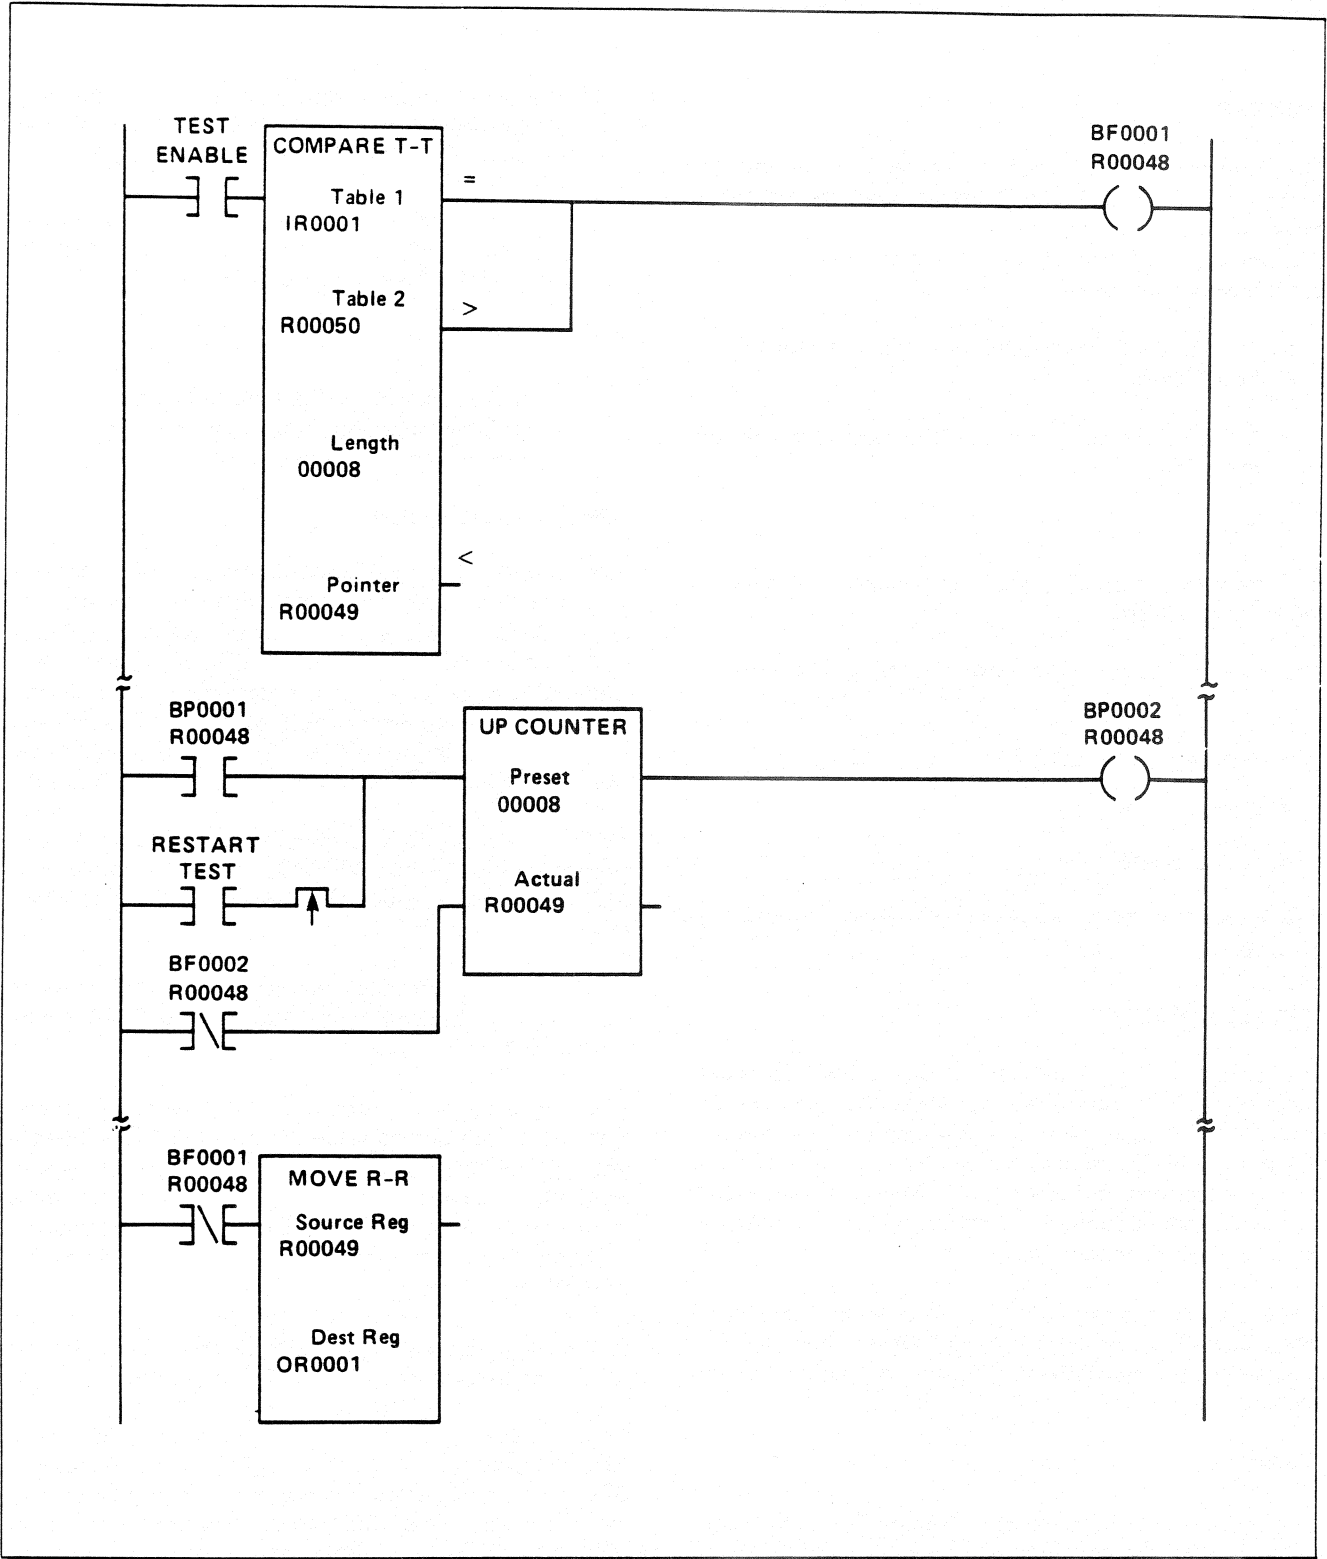 TEST
ENABLE
COMPARE T-T
Table 1
IR0001
=
Table 2
R00050
>
Length
00008
<
Pointer
R00049
BF0001
R00048
BP0001
R00048
UP COUNTER
Preset
00008
BP0002
R00048
RESTART
TEST
Actual
R00049
BF0002
R00048
BF0001
R00048
MOVE R-R
Source Reg
R00049
Dest Reg
OR0001